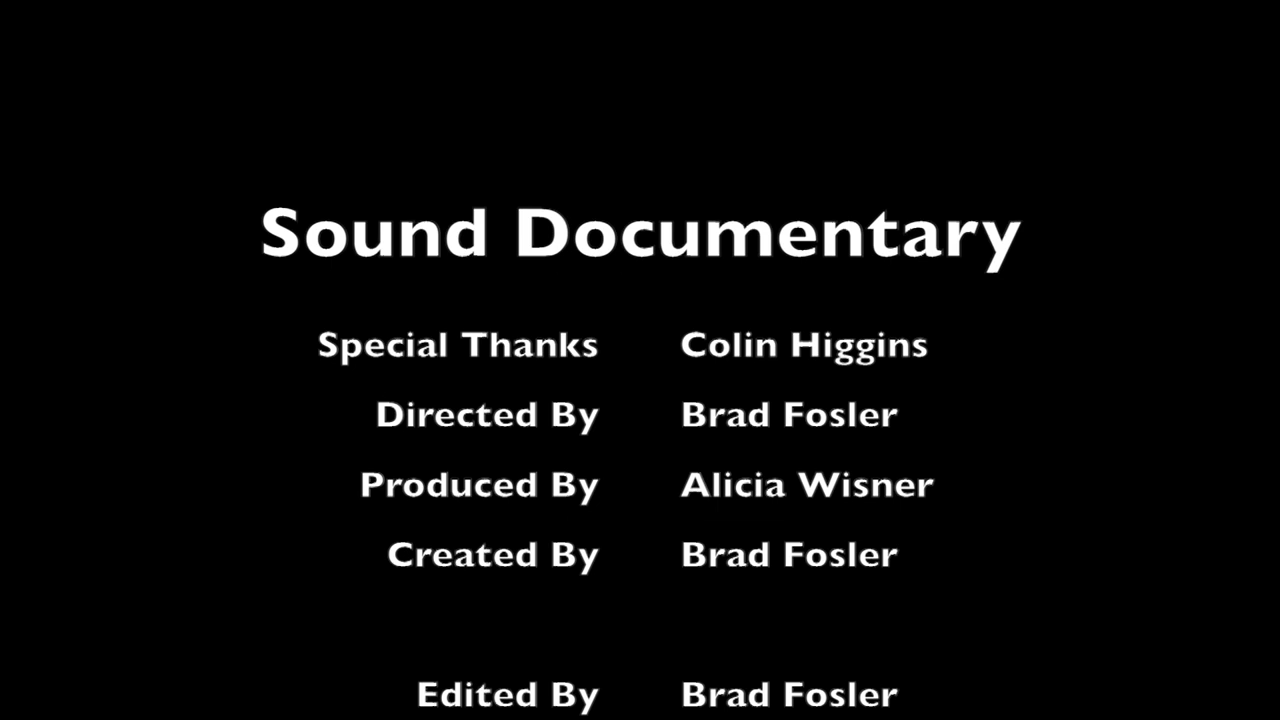 Sound Documentary
Special Thanks Colin Higgins
Directed By Brad Fosler
Produced By Alicia Wisner
Created By Brad Fosler
Edited By Brad Fosler